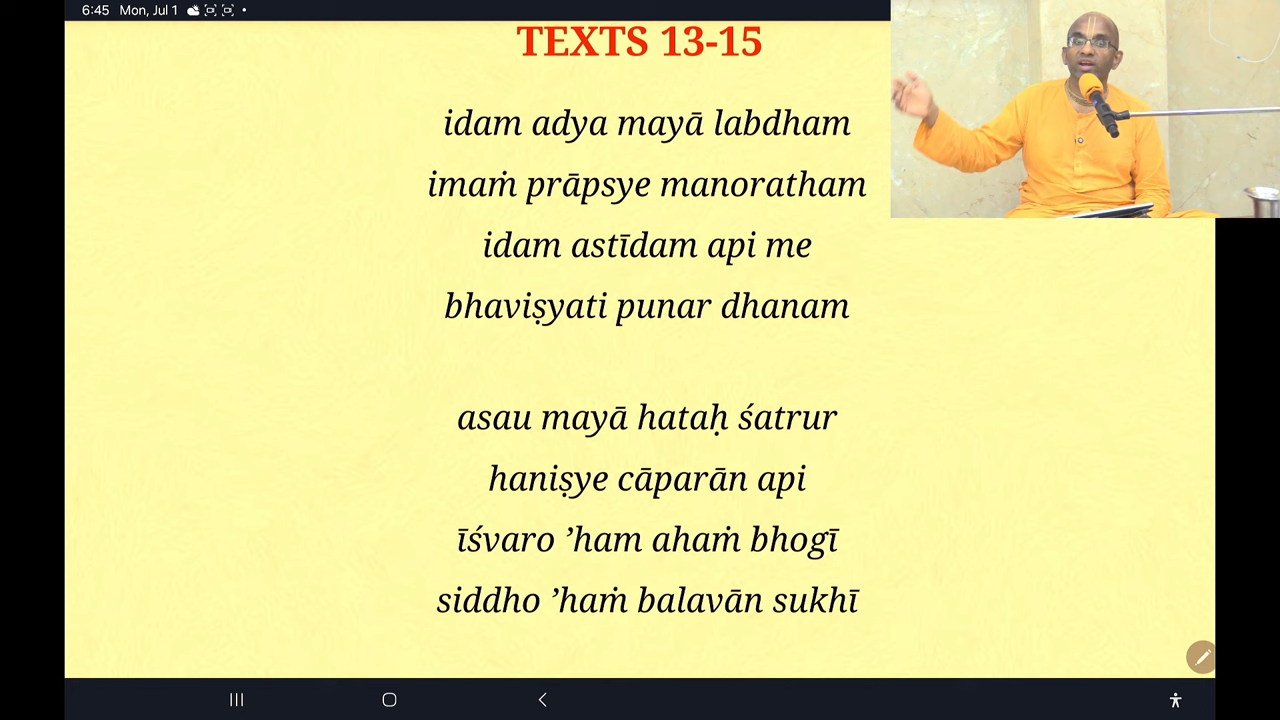 6:45 Mon, Jul 1
TEXTS 13-15
idam adya mayā labdham
imaṁ prāpsye manoratham
idam astīdam api me
bhaviṣyati punar dhanam
asau mayā hataḥ śatrur
haniṣye cāparān api
īśvaro ’ham ahaṁ bhogī
siddho ’haṁ balavān sukhī